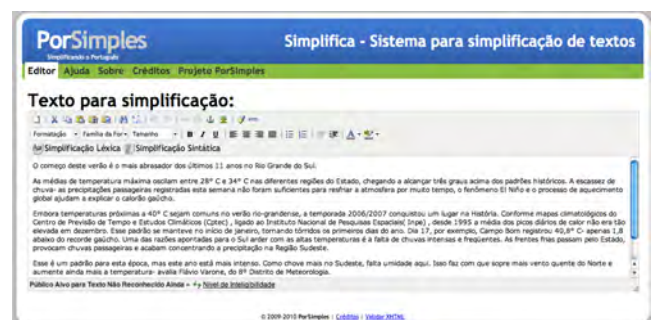 PorSimples
Simplificando o Português
Simplifica - Sistema para simplificação de textos
Editor Ajuda Sobre Créditos Projeto PorSimples
Texto para simplificação:
Formatação Família da Fon Tamanho
Simplificação Léxica Simplificação Sintática
O começo deste verão é o mais abrasador dos últimos 11 anos no Rio Grande do Sul.
As médias de temperatura máxima oscilam entre 28° C e 34° C nas diferentes regiões do Estado, chegando a alcançar três graus acima dos padrões históricos. A escassez de
chuva- as precipitações passageiras registradas esta semana não foram suficientes para resfriar a atmosfera por muito tempo, o fenômeno El Niño e o processo de aquecimento
global ajudam a explicar o calorão gaúcho.
Embora temperaturas próximas a 40° C sejam comuns no verão rio-grandense, a temporada 2006/2007 conquistou um lugar na História. Conforme mapas climatológicos do
Centro de Previsão de Tempo e Estudos Climáticos (Cptec) , ligado ao Instituto Nacional de Pesquisas Espaciais( Inpe) , desde 1995 a média dos picos diários de calor não era tão
elevada em dezembro. Esse padrão se manteve no início de janeiro, tornando tórridos os primeiros dias do ano. Dia 17, por exemplo, Campo Bom registrou 40,8° C- apenas 1,8
abaixo do recorde gaúcho. Uma das razões apontadas para o Sul arder com as altas temperaturas é a falta de chuvas intensas e freqüentes. As frentes frias passam pelo Estado,
provocam chuvas passageiras e acabam concentrando a precipitação na Região Sudeste.
Esse é um padrão para esta época, mas este ano está mais intenso. Como chove mais no Sudeste, falta umidade aqui. Isso faz com que sopre mais vento quente do Norte e
aumente ainda mais a temperatura- avalia Flávio Varone, do 8º Distrito de Meteorologia.
Público Alvo para Texto Não Reconhecido Ainda - Nível de Inteligibilidade
© 2009-2010 PorSimples | Créditos | Validar XHTML